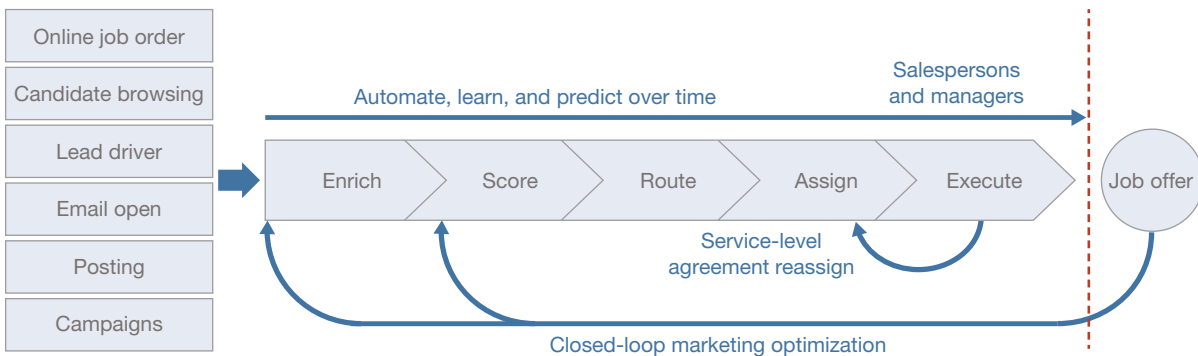 Online job order
Candidate browsing
Lead driver
Email open
Posting
Campaigns
Automate, learn, and predict over time
Salespersons
and managers
Enrich
Score
Route
Assign
Execute
Job offer
Service-level
agreement reassign
Closed-loop marketing optimization